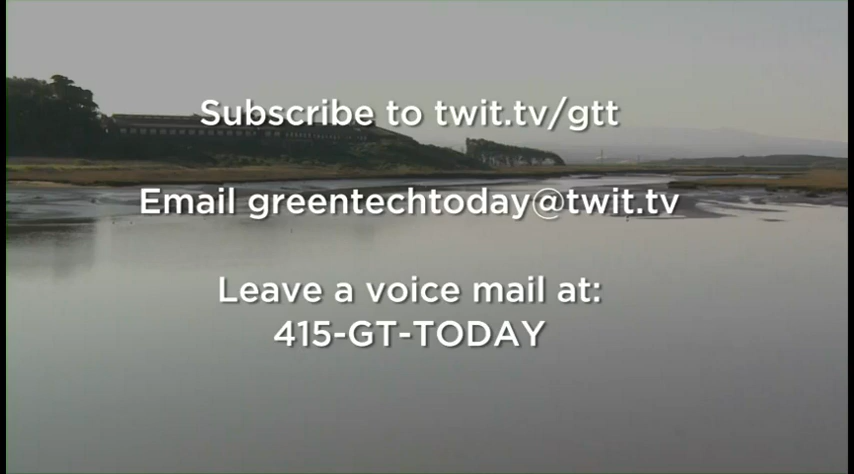 Subscribe to twit.tv/gtt
Email greentechtoday@twit.tv
Leave a voice mail at:
415-GT-TODAY